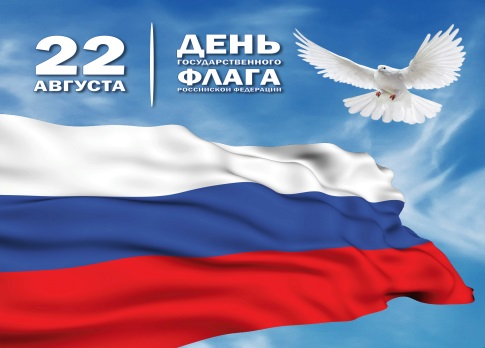 22
АВГУСТА
ДЕНЬ
ГОСУДАРСТВЕННОГО
ФЛАГА
РОССИЙСКОЙ ФЕДЕРАЦИИ